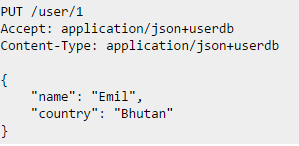 PUT /user/1
Accept: application/json+userdb
Content-Type: application/json+userdb

{
    "name": "Emil",
    "country": "Bhutan"
}